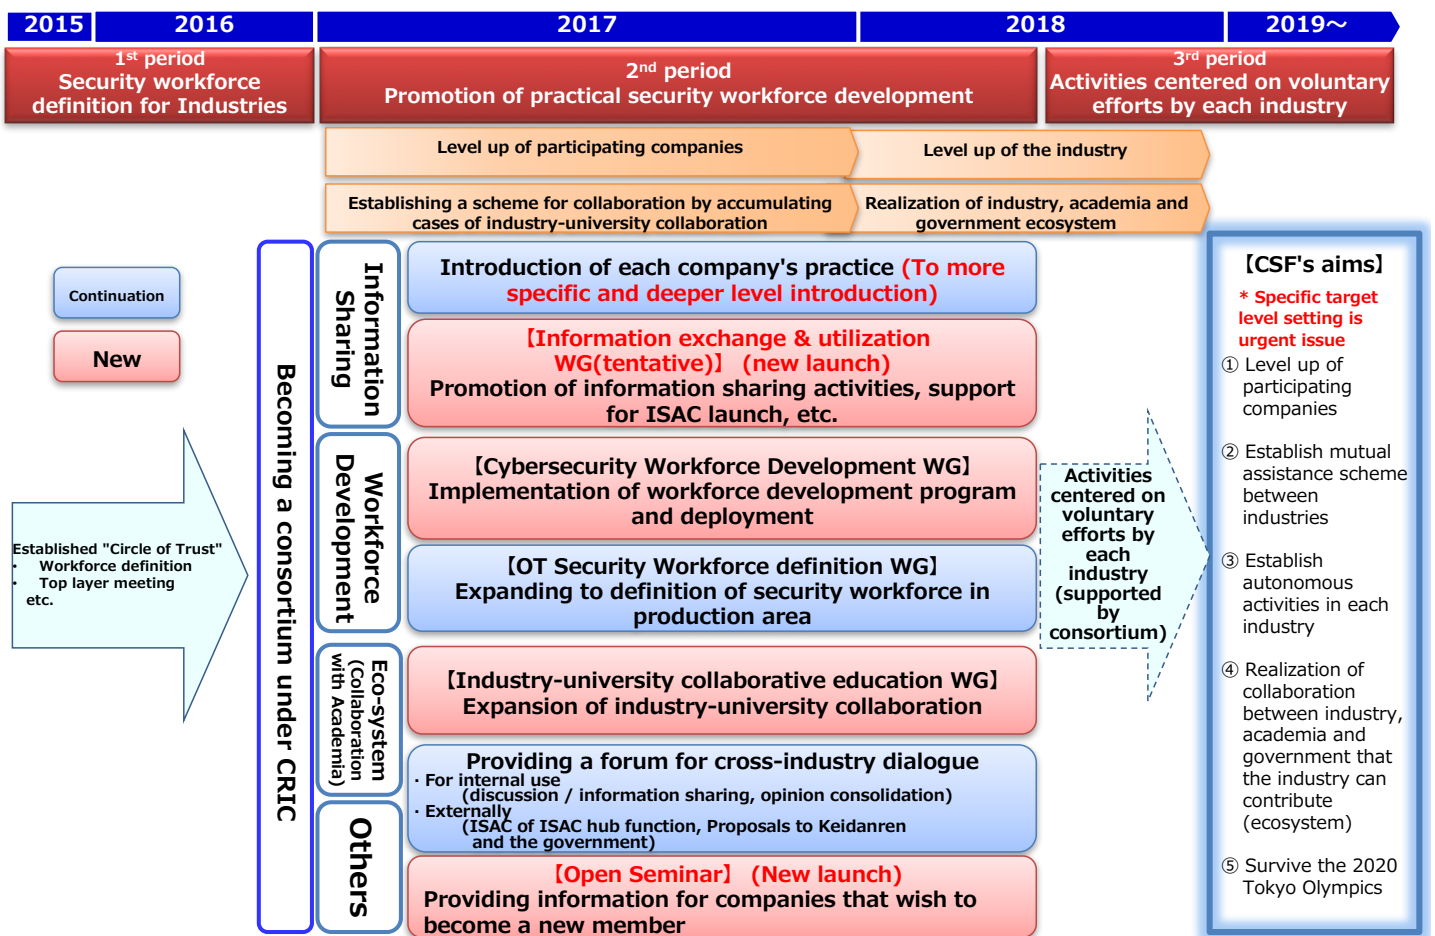 2015
2016
2017
2018
2019～
1st period
Security workforce
definition for Industries
2nd period
Promotion of practical security workforce development
3rd period
Activities centered on voluntary
efforts by each industry
Level up of participating companies
Level up of the industry
Establishing a scheme for collaboration by accumulating
cases of industry-university collaboration
Realization of industry, academia and
government ecosystem
Continuation
New
Established "Circle of Trust"
• Workforce definition
• Top layer meeting
etc.
Becoming a consortium under CRIC
Information
Sharing
Introduction of each company's practice (To more
specific and deeper level introduction)
【Information exchange & utilization
WG(tentative)】 (new launch)
Promotion of information sharing activities, support
for ISAC launch, etc.
Workforce
Development
【Cybersecurity Workforce Development WG】
Implementation of workforce development program
and deployment
【OT Security Workforce definition WG】
Expanding to definition of security workforce in
production area
Eco-system
(Collaboration
with Academia)
【Industry-university collaborative education WG】
Expansion of industry-university collaboration
Others
Providing a forum for cross-industry dialogue
· For internal use
(discussion / information sharing, opinion consolidation)
· Externally
(ISAC of ISAC hub function, Proposals to Keidanren
and the government)
【Open Seminar】 (New launch)
Providing information for companies that wish to
become a new member
Activities
centered on
voluntary
efforts by
each
industry
(supported
by
consortium)
【CSF's aims】
* Specific target
level setting is
urgent issue
① Level up of
participating
companies
② Establish mutual
assistance scheme
between
industries
③ Establish
autonomous
activities in each
industry
④ Realization of
collaboration
between industry,
academia and
government that
the industry can
contribute
(ecosystem)
⑤ Survive the 2020
Tokyo Olympics